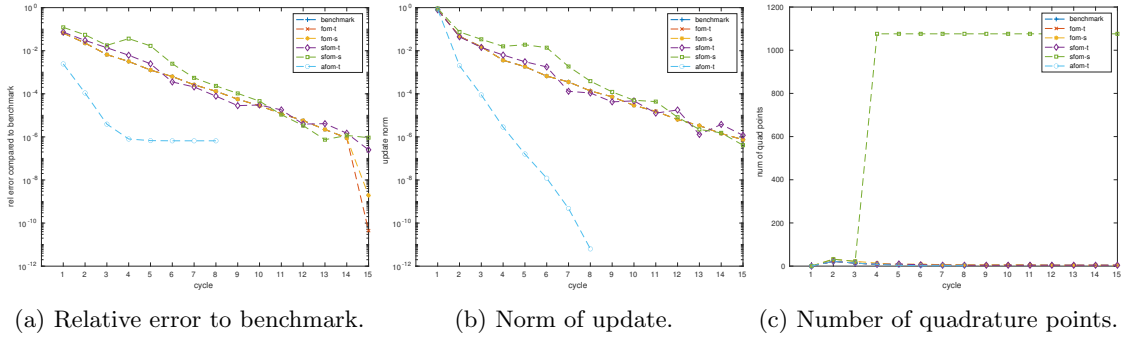 10^0
10^-2
10^-4
10^-6
10^-8
10^-10
10^-12
rel error compared to benchmark
benchmark
fom-t
fom-s
sfom-t
sfom-s
afom-t
1 2 3 4 5 6 7 8 9 10 11 12 13 14 15
cycle
10^0
10^-2
10^-4
10^-6
10^-8
10^-10
10^-12
update norm
benchmark
fom-t
fom-s
sfom-t
sfom-s
afom-t
1 2 3 4 5 6 7 8 9 10 11 12 13 14 15
cycle
1200
1000
800
600
400
200
0
num of quad points
benchmark
fom-t
fom-s
sfom-t
sfom-s
afom-t
1 2 3 4 5 6 7 8 9 10 11 12 13 14 15
cycle
(a) Relative error to benchmark.
(b) Norm of update.
(c) Number of quadrature points.